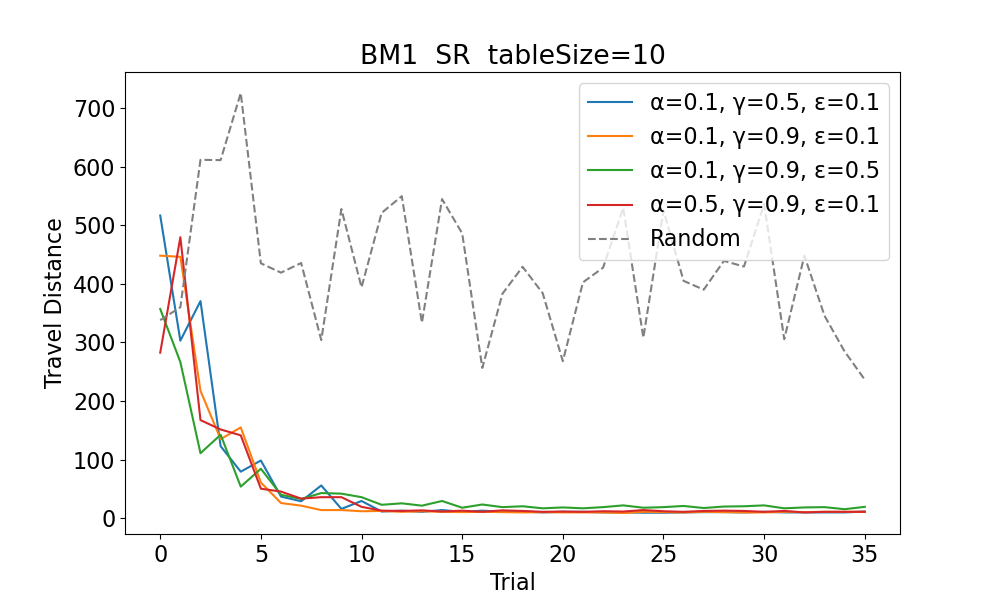 BM1 SR tableSize=10
Travel Distance
700
600
500
400
300
200
100
0
α=0.1, γ=0.5, ε=0.1
α=0.1, γ=0.9, ε=0.1
α=0.1, γ=0.9, ε=0.5
α=0.5, γ=0.9, ε=0.1
Random
0 5 10 15 20 25 30 35
Trial